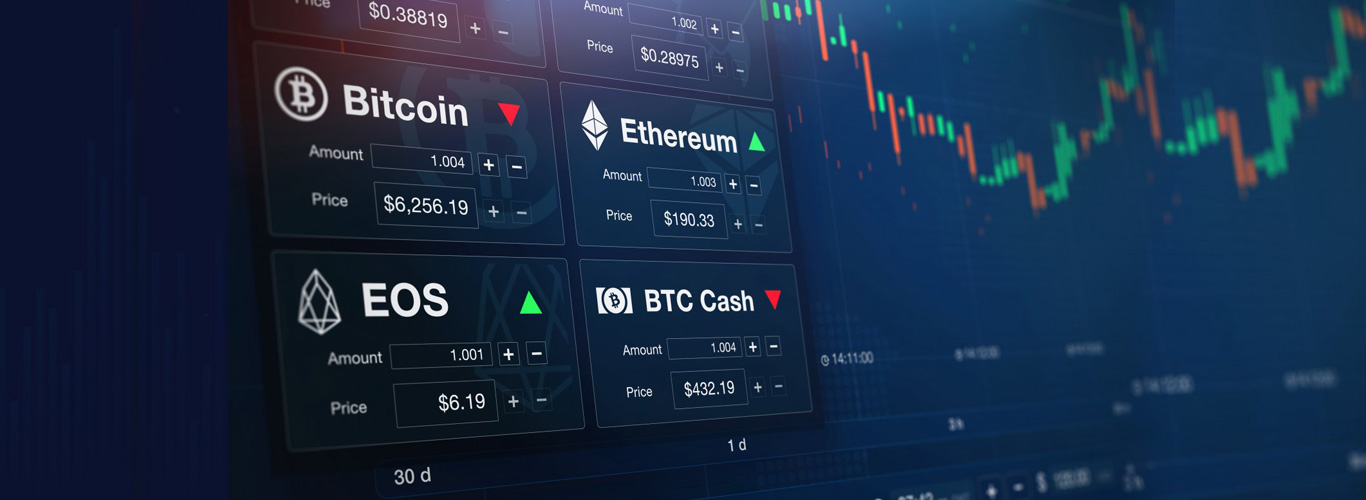 Price $0.38819 + −
Amount 1.002 + −
Price $0.28975 + −
Bitcoin
Amount 1.004 + −
Price $6,256.19 + −
Ethereum
Amount 1.003 + −
Price $190.33 + −
EOS
Amount 1.001 + −
Price $6.19 + −
BTC Cash
Amount 1.004 + −
Price $432.19 + −
14:11:00
30 d
1 d